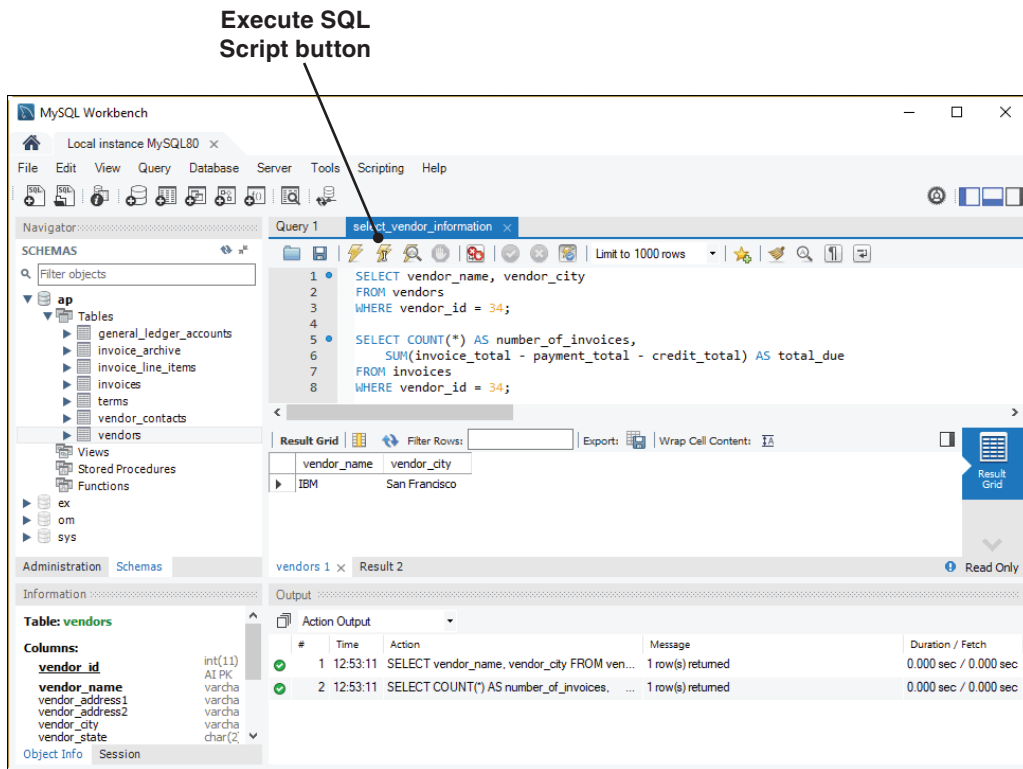 Execute SQL
Script button
MySQL Workbench
Local instance MySQL80
File Edit View Query Database Server Tools Scripting Help
Navigator
SCHEMAS
Filter objects
ap
Tables
general_ledger_accounts
invoice_archive
invoice_line_items
invoices
terms
vendor_contacts
vendors
Views
Stored Procedures
Functions
ex
om
sys
Administration Schemas
Information
Table: vendors
Columns:
vendor_id int(11)
AI PK
vendor_name varcha
vendor_address1 varcha
vendor_address2 varcha
vendor_city varcha
vendor_state char(2
Object Info Session
Query 1 select_vendor_information
Limit to 1000 rows
1 SELECT vendor_name, vendor_city
2 FROM vendors
3 WHERE vendor_id = 34;
4
5 SELECT COUNT(*) AS number_of_invoices,
6 SUM(invoice_total - payment_total - credit_total) AS total_due
7 FROM invoices
8 WHERE vendor_id = 34;
Result Grid Filter Rows: Export: Wrap Cell Content:
vendor_name vendor_city
IBM San Francisco
Result
Grid
vendors 1 Result 2 Read Only
Output
Action Output
# Time Action Message Duration / Fetch
1 12:53:11 SELECT vendor_name, vendor_city FROM ven... 1 row(s) returned 0.000 sec / 0.000 sec
2 12:53:11 SELECT COUNT(*) AS number_of_invoices, ... 1 row(s) returned 0.000 sec / 0.000 sec